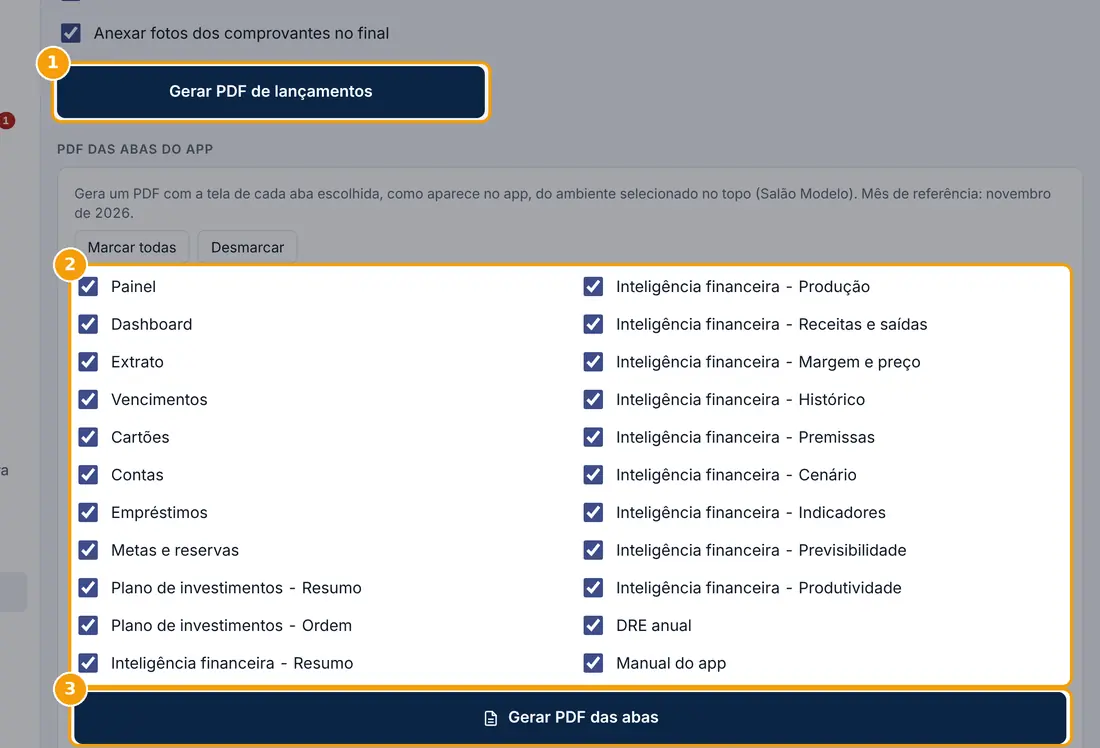 Anexar fotos dos comprovantes no final
1
Gerar PDF de lançamentos
1
PDF DAS ABAS DO APP
Gera um PDF com a tela de cada aba escolhida, como aparece no app, do ambiente selecionado no topo (Salão Modelo). Mês de referência: novembro
de 2026.
Marcar todas
Desmarcar
2
Painel
Dashboard
Extrato
Vencimentos
Cartões
Contas
Empréstimos
Metas e reservas
Plano de investimentos - Resumo
Plano de investimentos - Ordem
Inteligência financeira - Resumo
Inteligência financeira - Produção
Inteligência financeira - Receitas e saídas
Inteligência financeira - Margem e preço
Inteligência financeira - Histórico
Inteligência financeira - Premissas
Inteligência financeira - Cenário
Inteligência financeira - Indicadores
Inteligência financeira - Previsibilidade
Inteligência financeira - Produtividade
DRE anual
Manual do app
3
Gerar PDF das abas